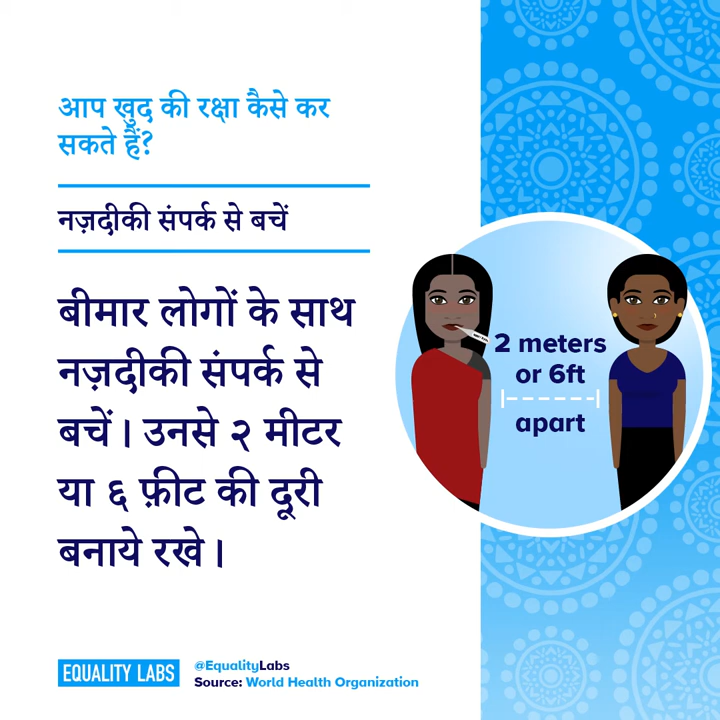 आप खुद की रक्षा कैसे कर
सकते हैं?
नज़दीकी संपर्क से बचें
बीमार लोगों के साथ
नज़दीकी संपर्क से
बचें। उनसे २ मीटर
या ६ फ़ीट की दूरी
बनाये रखे।
2 meters
or 6ft
apart
EQUALITY LABS
@EqualityLabs
Source: World Health Organization